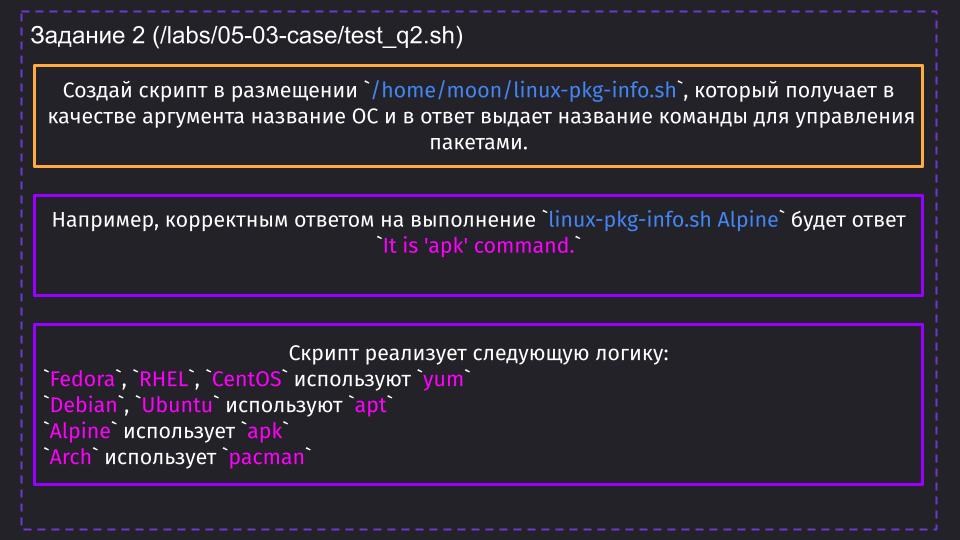 Задание 2 (/labs/05-03-case/test_q2.sh)
Создай скрипт в размещении `/home/moon/linux-pkg-info.sh`, который получает в
качестве аргумента название ОС и в ответ выдает название команды для управления
пакетами.
Например, корректным ответом на выполнение `linux-pkg-info.sh Alpine` будет ответ
`It is 'apk' command.`
Скрипт реализует следующую логику:
`Fedora`, `RHEL`, `CentOS` используют `yum`
`Debian`, `Ubuntu` используют `apt`
`Alpine` использует `apk`
`Arch` использует `pacman`